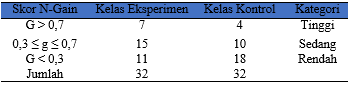 Skor N-Gain Kelas Eksperimen Kelas Kontrol Kategori
G > 0,7 7 4 Tinggi
0,3 ≤ g ≤ 0,7 15 10 Sedang
G < 0,3 11 18 Rendah
Jumlah 32 32